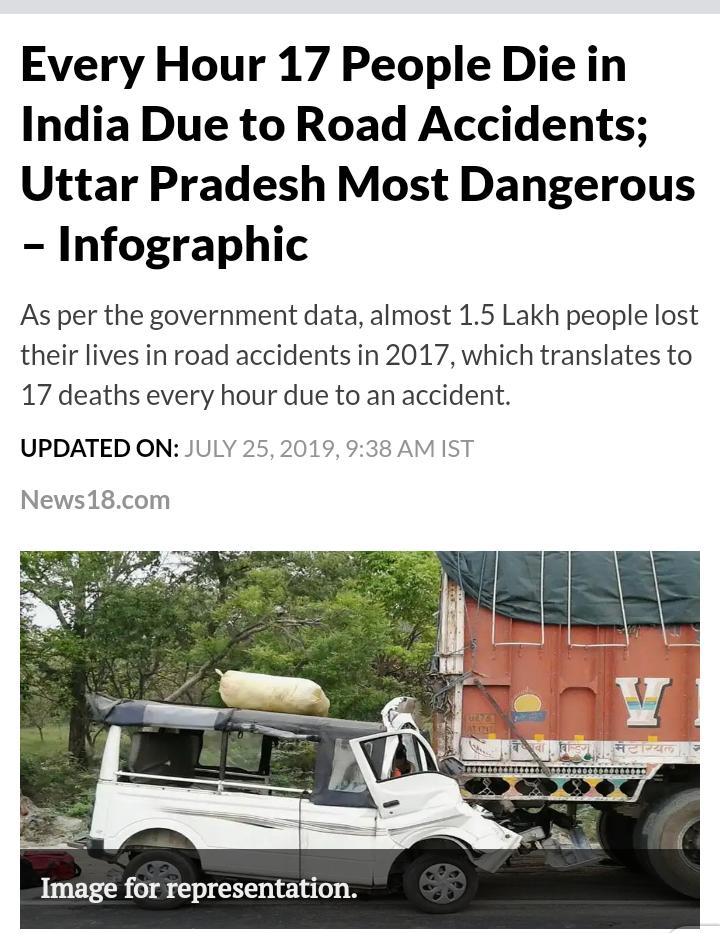 Every Hour 17 People Die in
India Due to Road Accidents;
Uttar Pradesh Most Dangerous
– Infographic
As per the government data, almost 1.5 Lakh people lost
their lives in road accidents in 2017, which translates to
17 deaths every hour due to an accident.
UPDATED ON: JULY 25, 2019, 9:38 AM IST
News18.com
V
मैटेरियल
Image for representation.